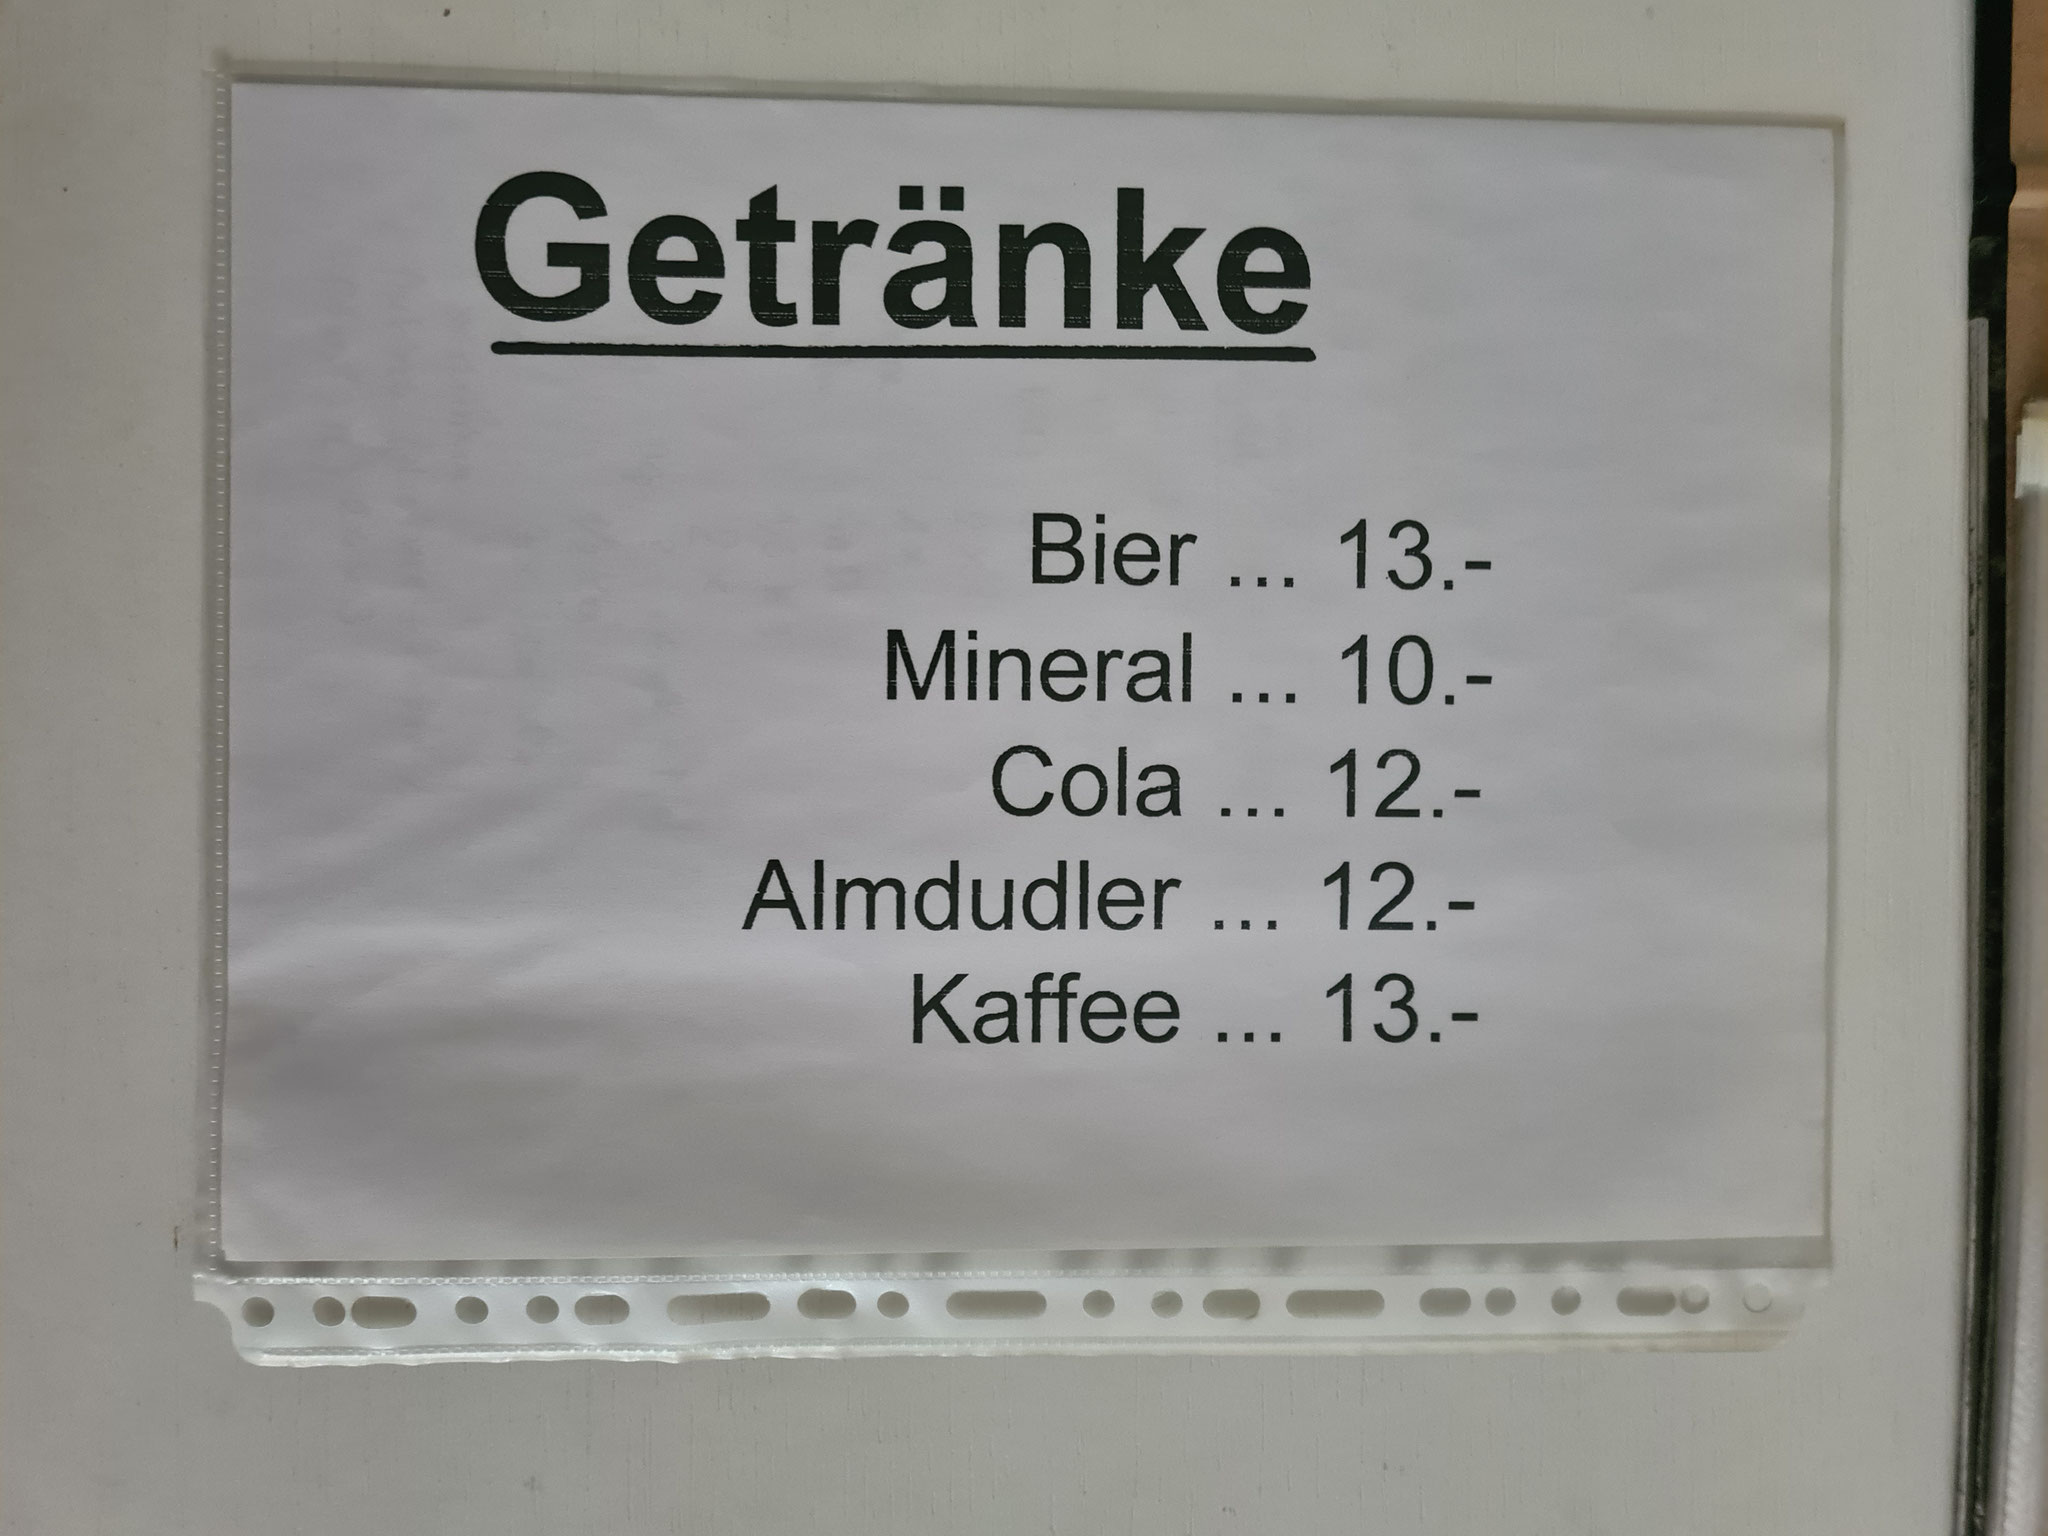 Getränke
Bier ... 13.-
Mineral ... 10.-
Cola ... 12.-
Almdudler ... 12.-
Kaffee ... 13.-